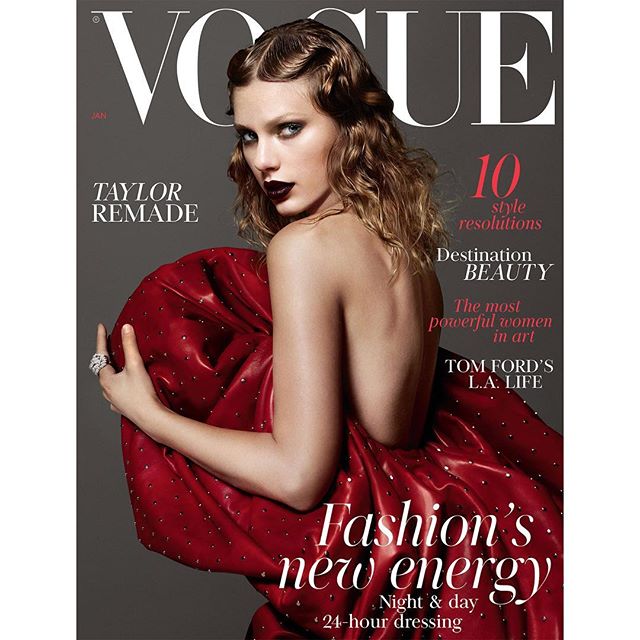 VOGUE
JAN
TAYLOR
REMADE
10
style
resolutions
Destination
BEAUTY
The most
powerful women
in art
TOM FORD'S
L.A. LIFE
Fashion's
new energy
Night & day
24-hour dressing